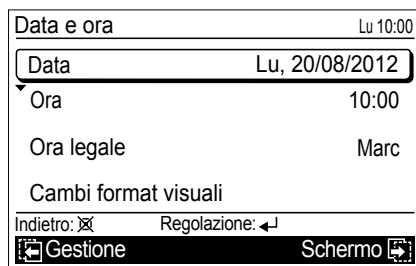 Data e ora Lu 10:00
Data Lu, 20/08/2012
Ora 10:00
Ora legale Marc
Cambi format visuali
Indietro: Regolazione:
Gestione Schermo